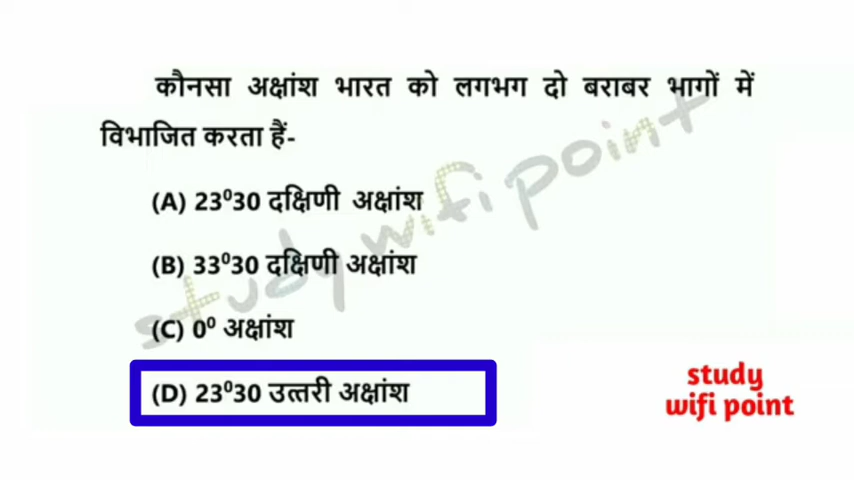 कौनसा अक्षांश भारत को लगभग दो बराबर भागों में
विभाजित करता हैं-
(A) 23⁰30 दक्षिणी अक्षांश
(B) 33⁰30 दक्षिणी अक्षांश
(C) 0⁰ अक्षांश
(D) 23⁰30 उत्तरी अक्षांश
study wifi point
study
wifi point